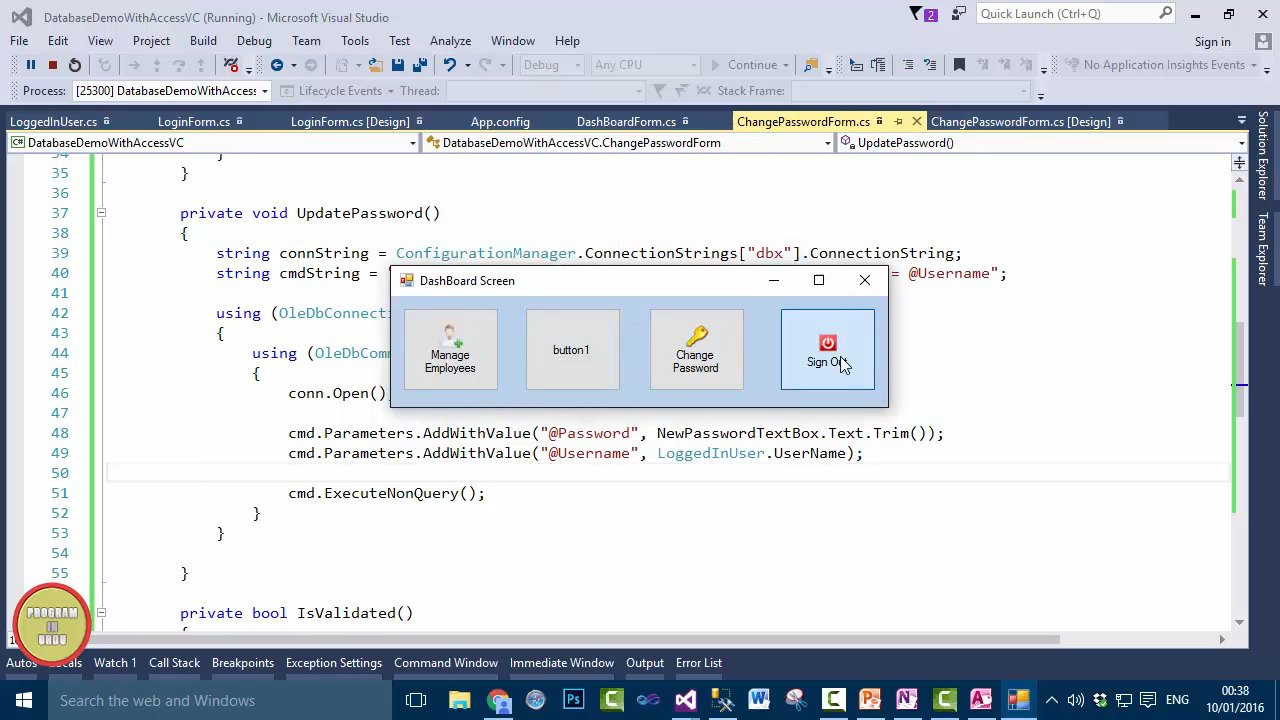 DatabaseDemoWithAccessVC (Running) - Microsoft Visual Studio
2
Quick Launch (Ctrl+Q)
File Edit View Project Build Debug Team Tools Test Analyze Window Help
Sign in
Debug Any CPU Continue No Application Insights Events
Process: [25300] DatabaseDemoWithAccess Lifecycle Events Thread: Stack Frame:
LoggedInUser.cs LoginForm.cs LoginForm.cs [Design] App.config DashBoardForm.cs ChangePasswordForm.cs ChangePasswordForm.cs [Design]
C# DatabaseDemoWithAccessVC DatabaseDemoWithAccessVC.ChangePasswordForm UpdatePassword()
34 }
35 }
36
37 private void UpdatePassword()
38 {
39 string connString = ConfigurationManager.ConnectionStrings["dbx"].ConnectionString;
40 string cmdString = = @Username";
41
42 using (OleDbConnecti
43 {
44 using (OleDbComm
45 {
46 conn.Open()
47
48 cmd.Parameters.AddWithValue("@Password", NewPasswordTextBox.Text.Trim());
49 cmd.Parameters.AddWithValue("@Username", LoggedInUser.UserName);
50
51 cmd.ExecuteNonQuery();
52 }
53 }
54
55 }
private bool IsValidated()
DashBoard Screen
Manage
Employees
button1
Change
Password
Sign
Solution Explorer
Team Explorer
PROGRAM
IN
URDU
Autos Locals Watch 1 Call Stack Breakpoints Exception Settings Command Window Immediate Window Output Error List
Search the web and Windows
ENG
00:38
10/01/2016